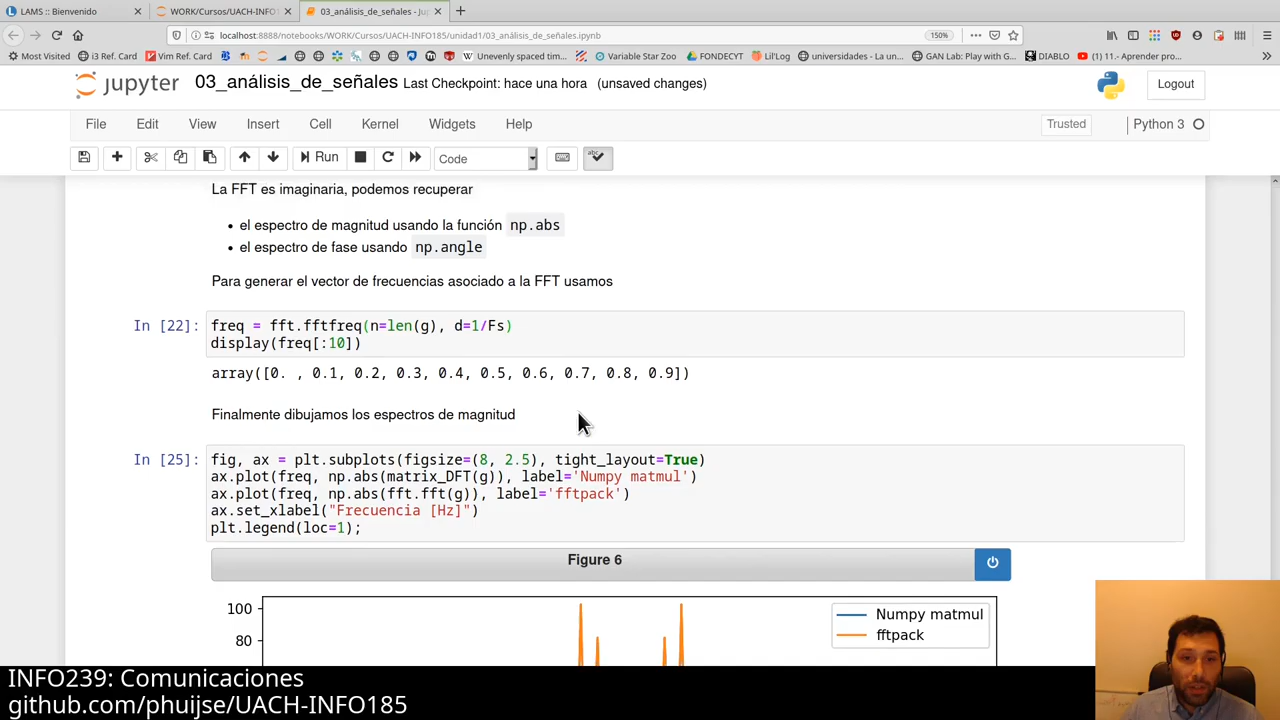 LAMS :: Bienvenido
WORK/Cursos/UACH-INFO1
03_análisis_de_señales - Jup
localhost:8888/notebooks/WORK/Cursos/UACH-INFO185/unidad1/03_análisis_de_señales.ipynb
150%
Most Visited
i3 Ref. Card
Vim Ref. Card
Unevenly spaced tim...
Variable Star Zoo
FONDECYT
Lil'Log
universidades - La un...
GAN Lab: Play with G...
DIABLO
(1) 11.- Aprender pro...
jupyter 03_análisis_de_señales Last Checkpoint: hace una hora (unsaved changes)
Logout
File Edit View Insert Cell Kernel Widgets Help
Trusted
Python 3
Run
Code
La FFT es imaginaria, podemos recuperar
• el espectro de magnitud usando la función np.abs
• el espectro de fase usando np.angle
Para generar el vector de frecuencias asociado a la FFT usamos
In [22]: freq = fft.fftfreq(n=len(g), d=1/Fs)
display(freq[:10])
array([0. , 0.1, 0.2, 0.3, 0.4, 0.5, 0.6, 0.7, 0.8, 0.9])
Finalmente dibujamos los espectros de magnitud
In [25]: fig, ax = plt.subplots(figsize=(8, 2.5), tight_layout=True)
ax.plot(freq, np.abs(matrix_DFT(g)), label='Numpy matmul')
ax.plot(freq, np.abs(fft.fft(g)), label='fftpack')
ax.set_xlabel("Frecuencia [Hz]")
plt.legend(loc=1);
Figure 6
100
80
Numpy matmul
fftpack
INFO239: Comunicaciones
github.com/phuijse/UACH-INFO185